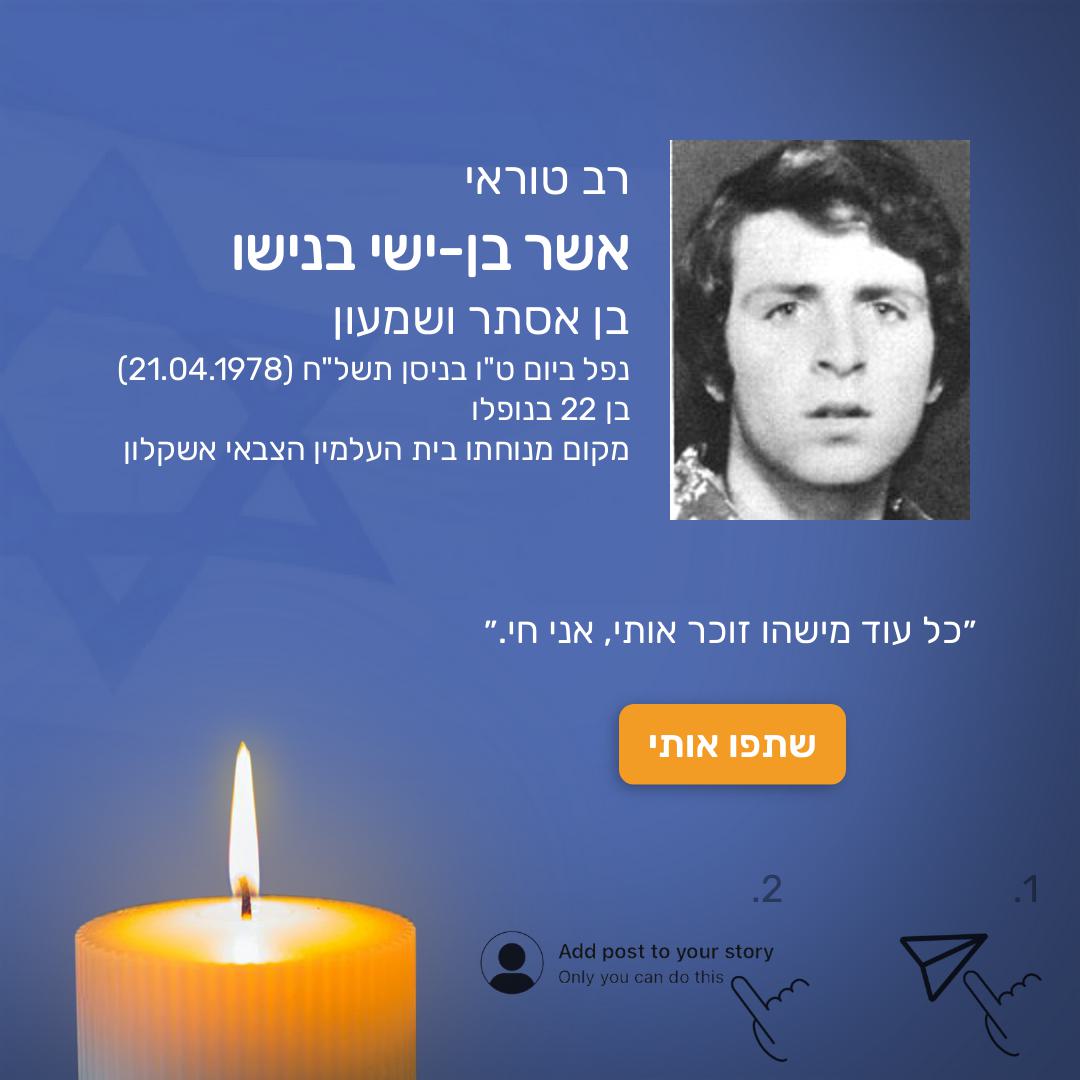 רב טוראי
אשר בן-ישי בנישו
בן אסתר ושמעון
נפל ביום ט"ו בניסן תשל"ח (21.04.1978)
בן 22 בנופלו
מקום מנוחתו בית העלמין הצבאי אשקלון
״כל עוד מישהו זוכר אותי, אני חי.״
שתפו אותי
1.
2.
Add post to your story
Only you can do this